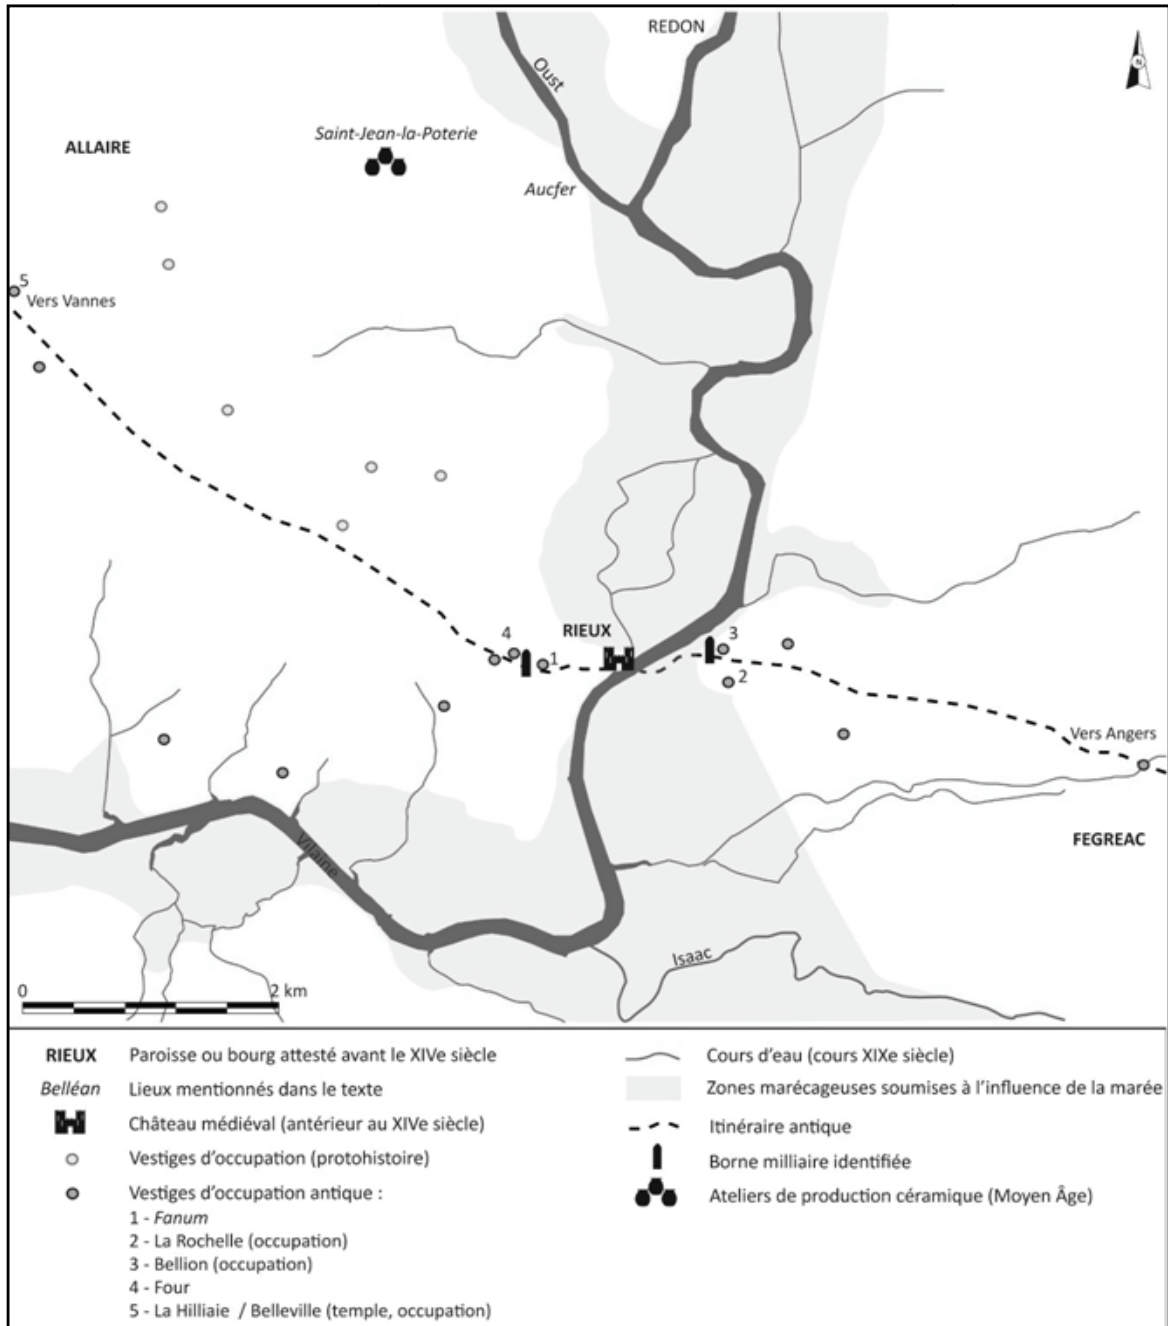 REDON
N
Oust
Saint-Jean-la-Poterie
ALLAIRE
Aucfer
5
Vers Vannes
4
RIEUX
1
3
2
Vers Angers
Vilaine
FEGREAC
Isaac
0
2 km
RIEUX Paroisse ou bourg attesté avant le XIVe siècle
Belléan Lieux mentionnés dans le texte
Château médiéval (antérieur au XIVe siècle)
Vestiges d'occupation (protohistoire)
Vestiges d'occupation antique :
1 - Fanum
2 - La Rochelle (occupation)
3 - Bellion (occupation)
4 - Four
5 - La Hilliaie / Belleville (temple, occupation)
Cours d'eau (cours XIXe siècle)
Zones marécageuses soumises à l'influence de la marée
Itinéraire antique
Borne milliaire identifiée
Ateliers de production céramique (Moyen Âge)